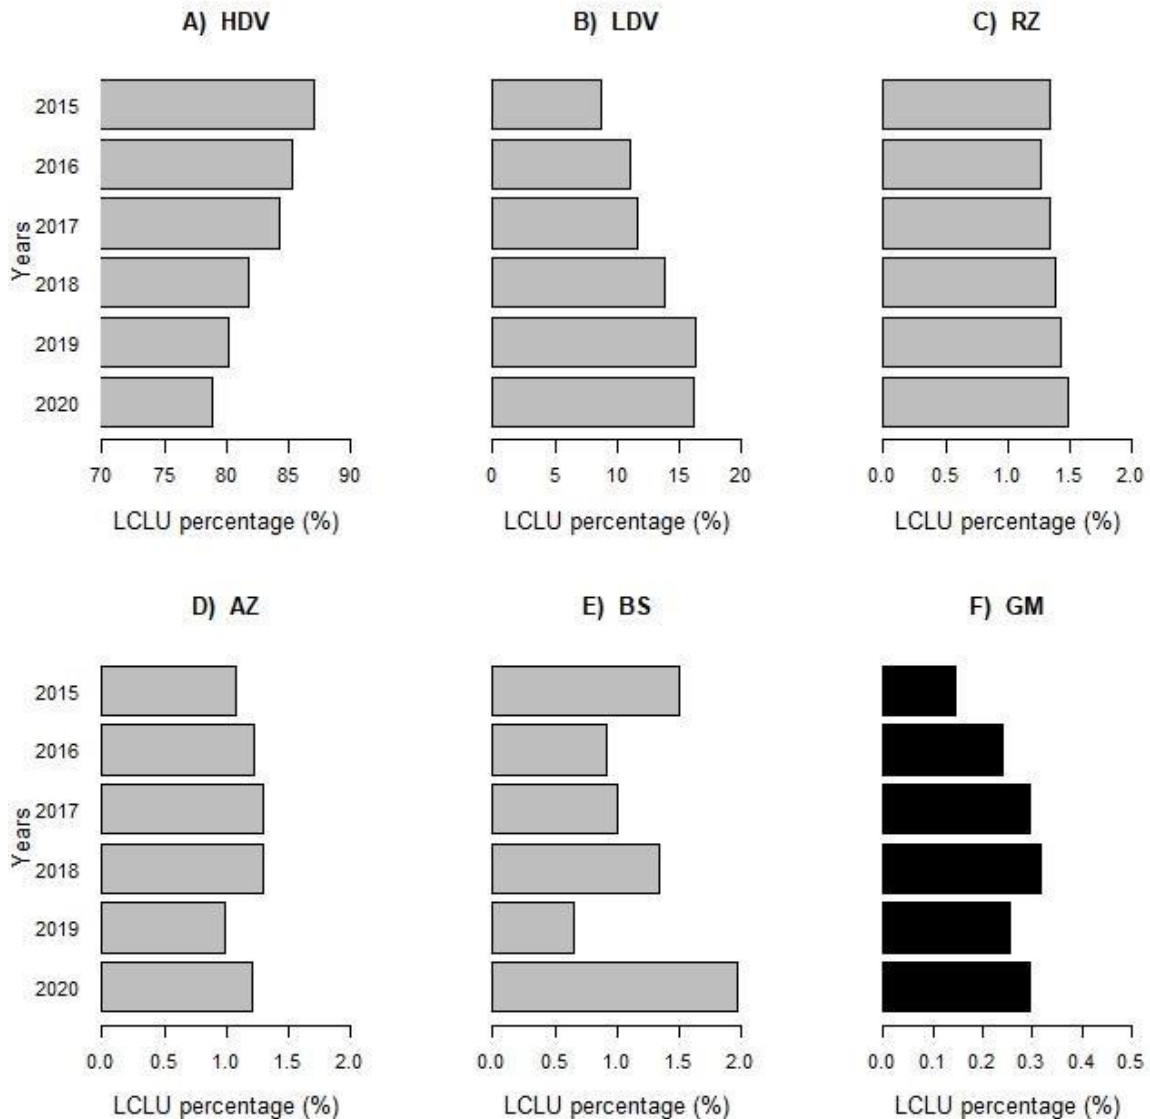 A) HDV
B) LDV
C) RZ
Years
2015
2016
2017
2018
2019
2020
70 75 80 85 90
0 5 10 15 20
0.0 0.5 1.0 1.5 2.0
LCLU percentage (%)
LCLU percentage (%)
LCLU percentage (%)
D) AZ
E) BS
F) GM
Years
2015
2016
2017
2018
2019
2020
0.0 0.5 1.0 1.5 2.0
0.0 0.5 1.0 1.5 2.0
0.0 0.1 0.2 0.3 0.4 0.5
LCLU percentage (%)
LCLU percentage (%)
LCLU percentage (%)